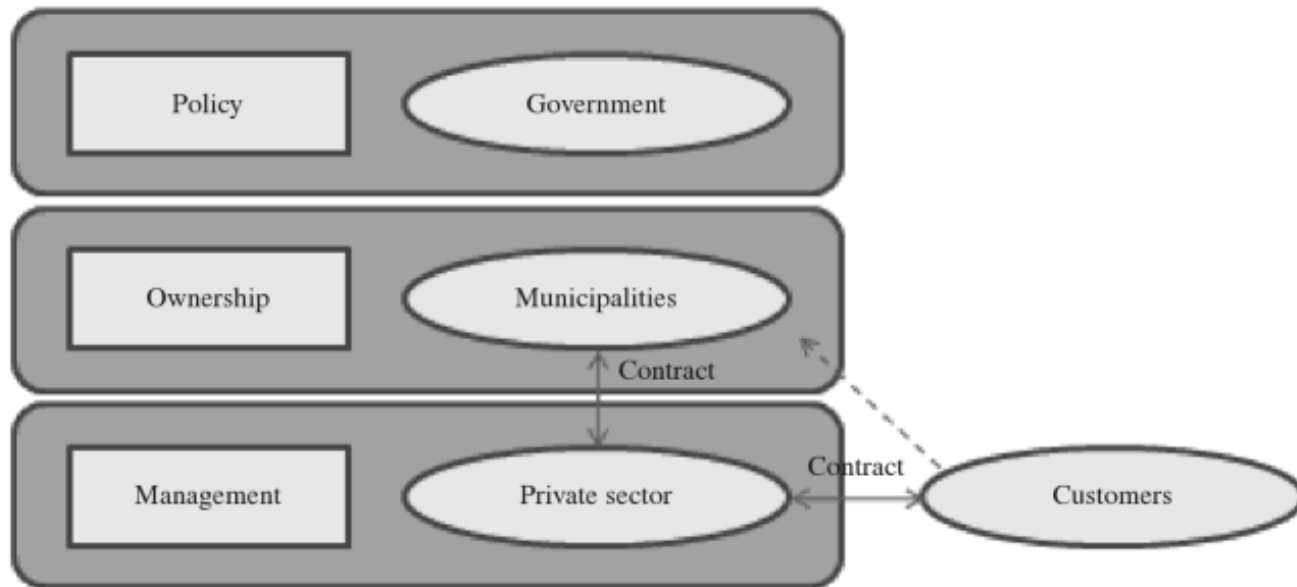 Policy
Government
Ownership
Municipalities
Contract
Contract
Management
Private sector
Customers